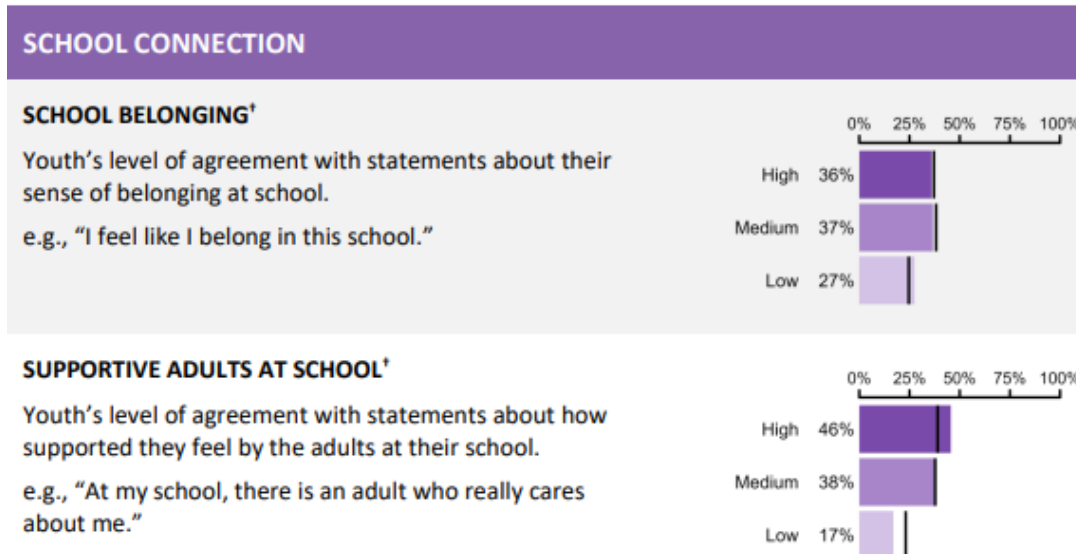 SCHOOL CONNECTION
SCHOOL BELONGING†
Youth's level of agreement with statements about their
sense of belonging at school.
e.g., “I feel like I belong in this school.”
0% 25% 50% 75% 100%
High 36%
Medium 37%
Low 27%
SUPPORTIVE ADULTS AT SCHOOL†
Youth's level of agreement with statements about how
supported they feel by the adults at their school.
e.g., “At my school, there is an adult who really cares
about me.”
0% 25% 50% 75% 100%
High 46%
Medium 38%
Low 17%